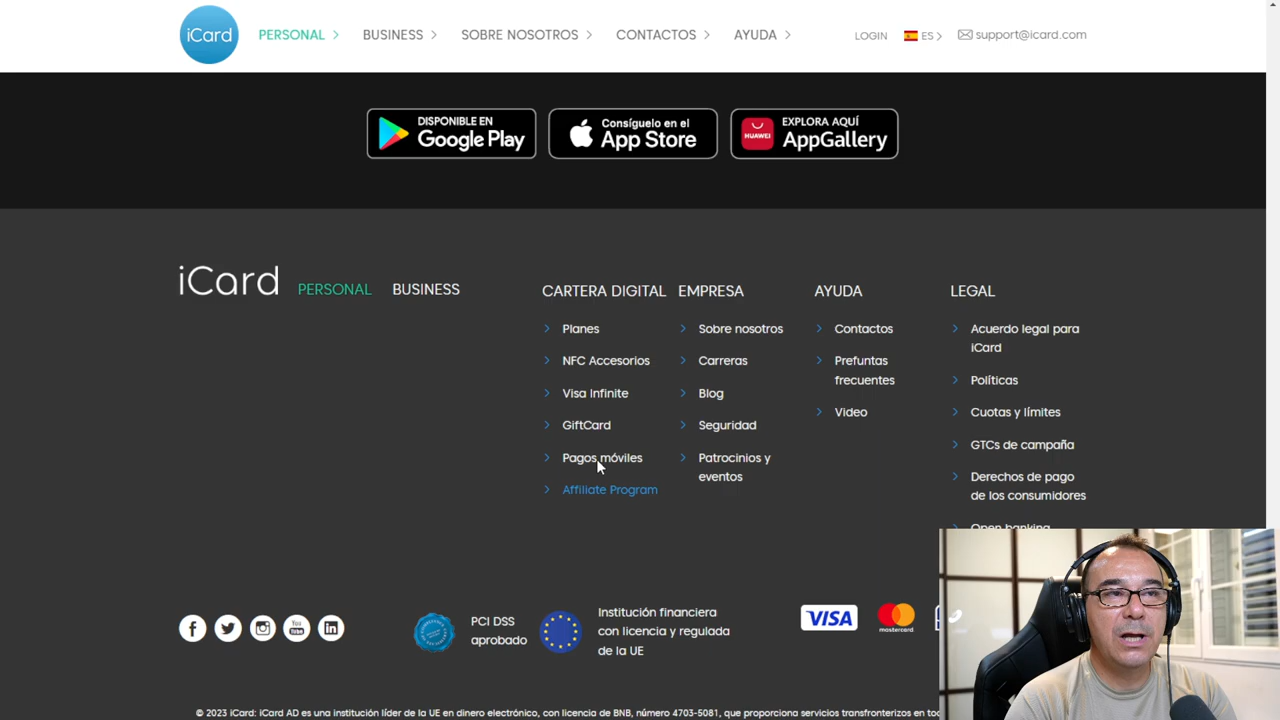 iCard
PERSONAL
BUSINESS
SOBRE NOSOTROS
CONTACTOS
AYUDA
LOGIN
ES
support@icard.com
DISPONIBLE EN
Google Play
Consíguelo en el
App Store
HUAWEI
EXPLORA AQUÍ
AppGallery
iCard
PERSONAL
BUSINESS
CARTERA DIGITAL
Planes
NFC Accesorios
Visa Infinite
GiftCard
Pagos móviles
Affiliate Program
EMPRESA
Sobre nosotros
Carreras
Blog
Seguridad
Patrocinios y
eventos
AYUDA
Contactos
Prefuntas
frecuentes
Video
LEGAL
Acuerdo legal para
iCard
Políticas
Cuotas y límites
GTCs de campaña
Derechos de pago
de los consumidores
Open banking
You
Tube
PCI DSS
aprobado
Institución financiera
con licencia y regulada
de la UE
VISA
mastercard
© 2023 iCard: iCard AD es una institución líder de la UE en dinero electrónico, con licencia de BNB, número 4703-5081, que proporciona servicios transfronterizos en